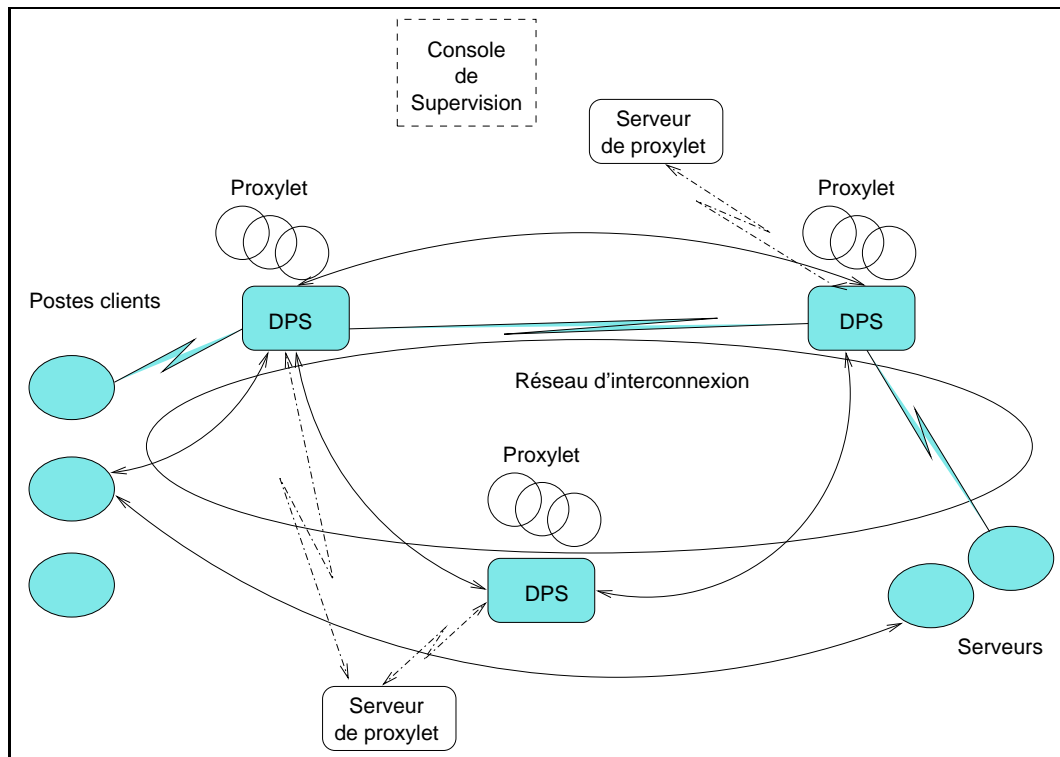 Console
de
Supervision
Serveur
de proxylet
Proxylet
Proxylet
Postes clients
DPS
DPS
Réseau d'interconnexion
Proxylet
DPS
Serveurs
Serveur
de proxylet